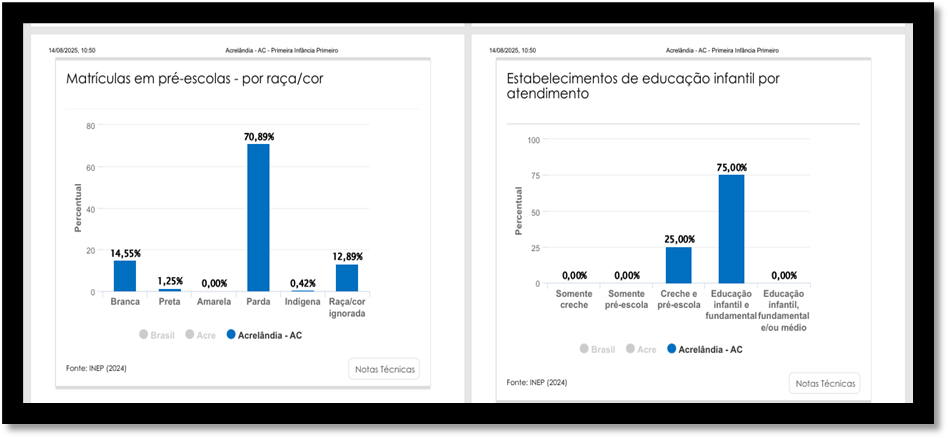 14/08/2025, 10:50
Acrelândia - AC - Primeira Infância Primeiro
Matrículas em pré-escolas - por raça/cor
Percentual
80
60
40
20
0
14,55%
1,25%
0,00%
70,89%
0,42%
12,89%
Branca
Preta
Amarela
Parda
Indígena
Raça/cor
ignorada
Brasil
Acre
Acrelândia - AC
Fonte: INEP (2024)
Notas Técnicas
14/08/2025, 10:50
Acrelândia - AC - Primeira Infância Primeiro
Estabelecimentos de educação infantil por
atendimento
Percentual
100
75
50
25
0
0,00%
0,00%
25,00%
75,00%
0,00%
Somente
creche
Somente
pré-escola
Creche e
pré-escola
Educação
infantil e
fundamental
Educação
infantil,
fundamental
e/ou médio
Brasil
Acre
Acrelândia - AC
Fonte: INEP (2024)
Notas Técnicas